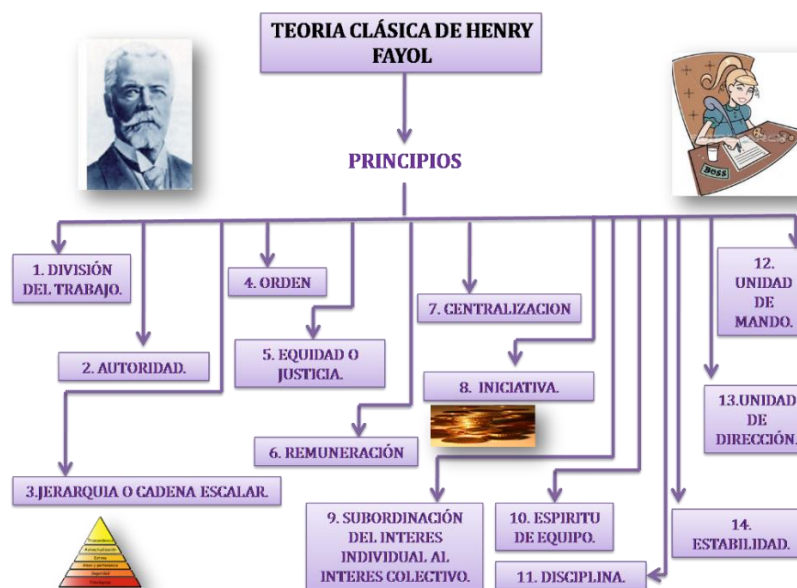 TEORIA CLÁSICA DE HENRY
FAYOL
PRINCIPIOS
1. DIVISIÓN
DEL TRABAJO.
2. AUTORIDAD.
3.JERARQUIA O CADENA ESCALAR.
4. ORDEN
5. EQUIDAD O
JUSTICIA.
6. REMUNERACIÓN
7. CENTRALIZACION
8. INICIATIVA.
9. SUBORDINACIÓN
DEL INTERES
INDIVIDUAL AL
INTERES COLECTIVO.
10. ESPIRITU
DE EQUIPO.
11. DISCIPLINA.
12.
UNIDAD
DE
MANDO.
13.UNIDAD
DE
DIRECCIÓN.
14.
ESTABILIDAD.
BOSS